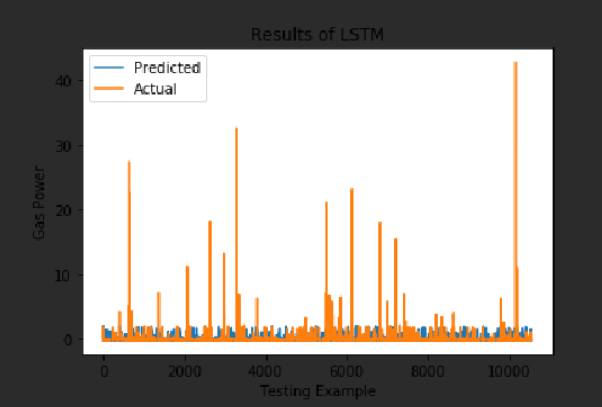 Results of LSTM
Predicted
Actual
40
30
20
10
0
Gas Power
0 2000 4000 6000 8000 10000
Testing Example